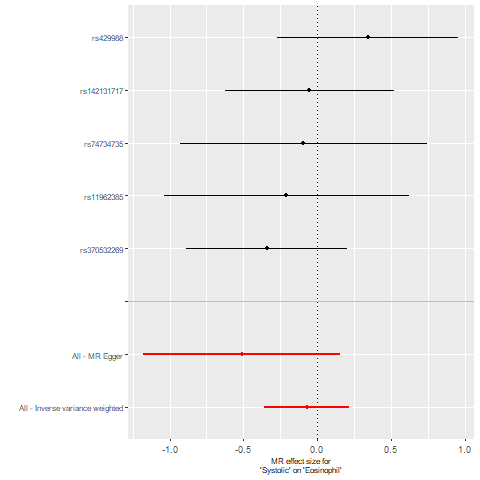 rs429988
rs142131717
rs74734735
rs11962385
rs370532269
All - MR Egger
All - Inverse variance weighted
-1.0 -0.5 0.0 0.5 1.0
MR effect size for
'Systolic' on 'Eosinophil'